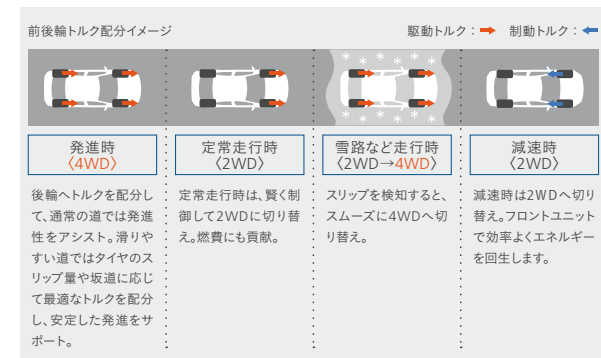 前後輪トルク配分イメージ
駆動トルク： 制動トルク：
発進時
〈4WD〉
後輪へトルクを配分し
て、通常の道では発進
性をアシスト。滑りや
すい道ではタイヤのス
リップ量や坂道に応じ
て最適なトルクを配分
し、安定した発進をサ
ポート。
定常走行時
〈2WD〉
定常走行時は、賢く制
御して2WDに切り替
え。燃費にも貢献。
雪路など走行時
〈2WD→4WD〉
スリップを検知すると、
スムーズに4WDへ切
り替え。
減速時
〈2WD〉
減速時は2WDへ切り
替え。フロントユニット
で効率よくエネルギー
を回生します。